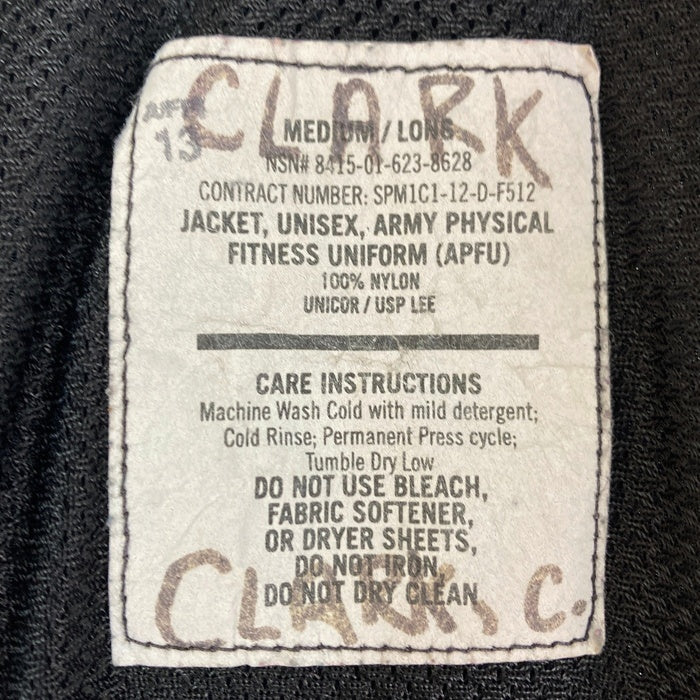 CLARK
13
MEDIUM / LONG
NSN# 8415-01-623-8628
CONTRACT NUMBER: SPM1C1-12-D-F512
JACKET, UNISEX, ARMY PHYSICAL
FITNESS UNIFORM (APFU)
100% NYLON
UNICOR / USP LEE
CARE INSTRUCTIONS
Machine Wash Cold with mild detergent;
Cold Rinse; Permanent Press cycle;
Tumble Dry Low
DO NOT USE BLEACH,
FABRIC SOFTENER,
OR DRYER SHEETS,
DO NOT IRON,
DO NOT DRY CLEAN
CLARK, C.